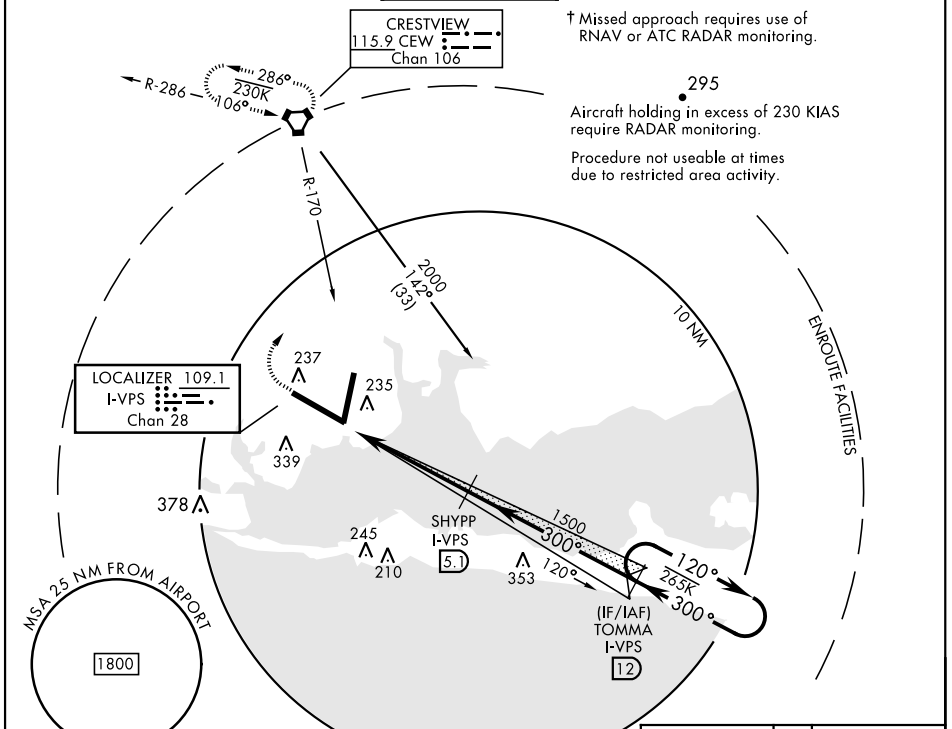 CRESTVIEW
115.9 CEW
Chan 106
† Missed approach requires use of
RNAV or ATC RADAR monitoring.
295
Aircraft holding in excess of 230 KIAS
require RADAR monitoring.
Procedure not useable at times
due to restricted area activity.
R-286
286°
230K
106°
R-170
2000
142°
(33)
10 NM
ENROUTE FACILITIES
LOCALIZER 109.1
I-VPS
Chan 28
237
235
339
378
SHYPP
I-VPS
5.1
245
210
353
1500
300°
120°
120°
265K
300°
(IF/IAF)
TOMMA
I-VPS
12
MSA 25 NM FROM AIRPORT
1800